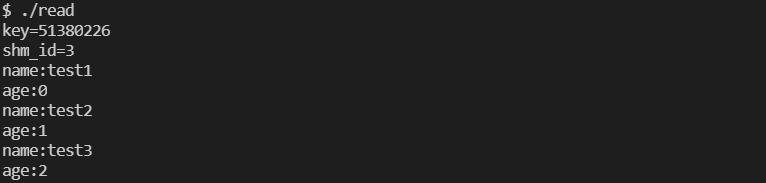 $ ./read
key=51380226
shm_id=3
name:test1
age:0
name:test2
age:1
name:test3
age:2